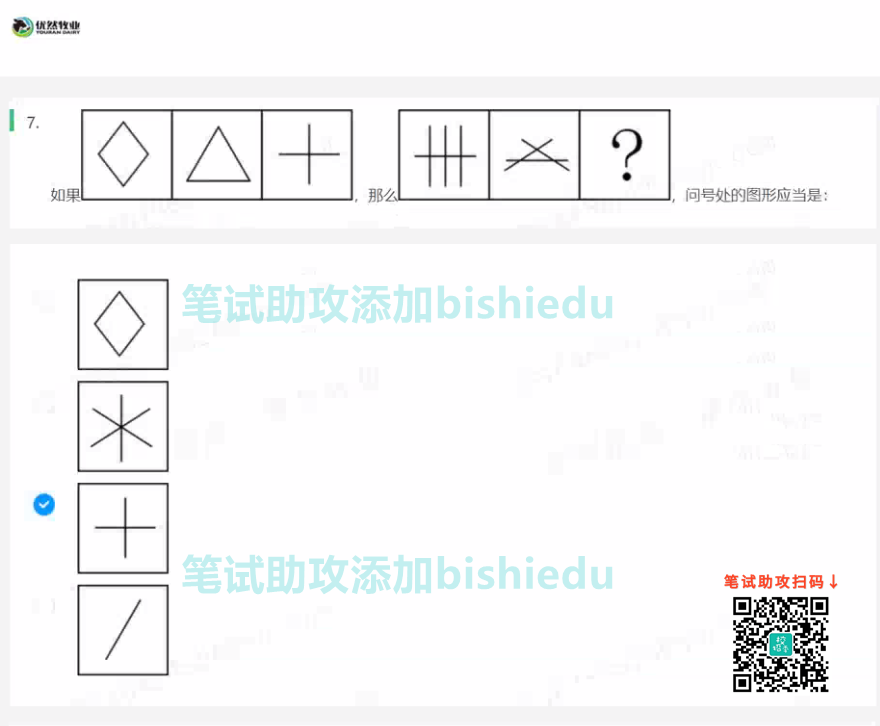 优然牧业
YOURAN DAIRY
7.
如果 ，那么 ？ ，问号处的图形应当是：
笔试助攻添加bishiedu
笔试助攻添加bishiedu
笔试助攻扫码↓